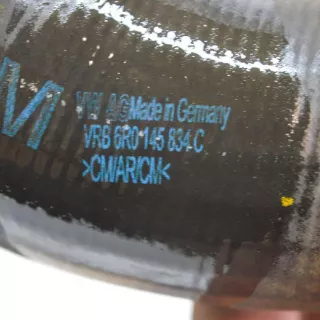 VW AG Made in Germany
VRB 6R0 145 834 C
>CM/AR/CM<